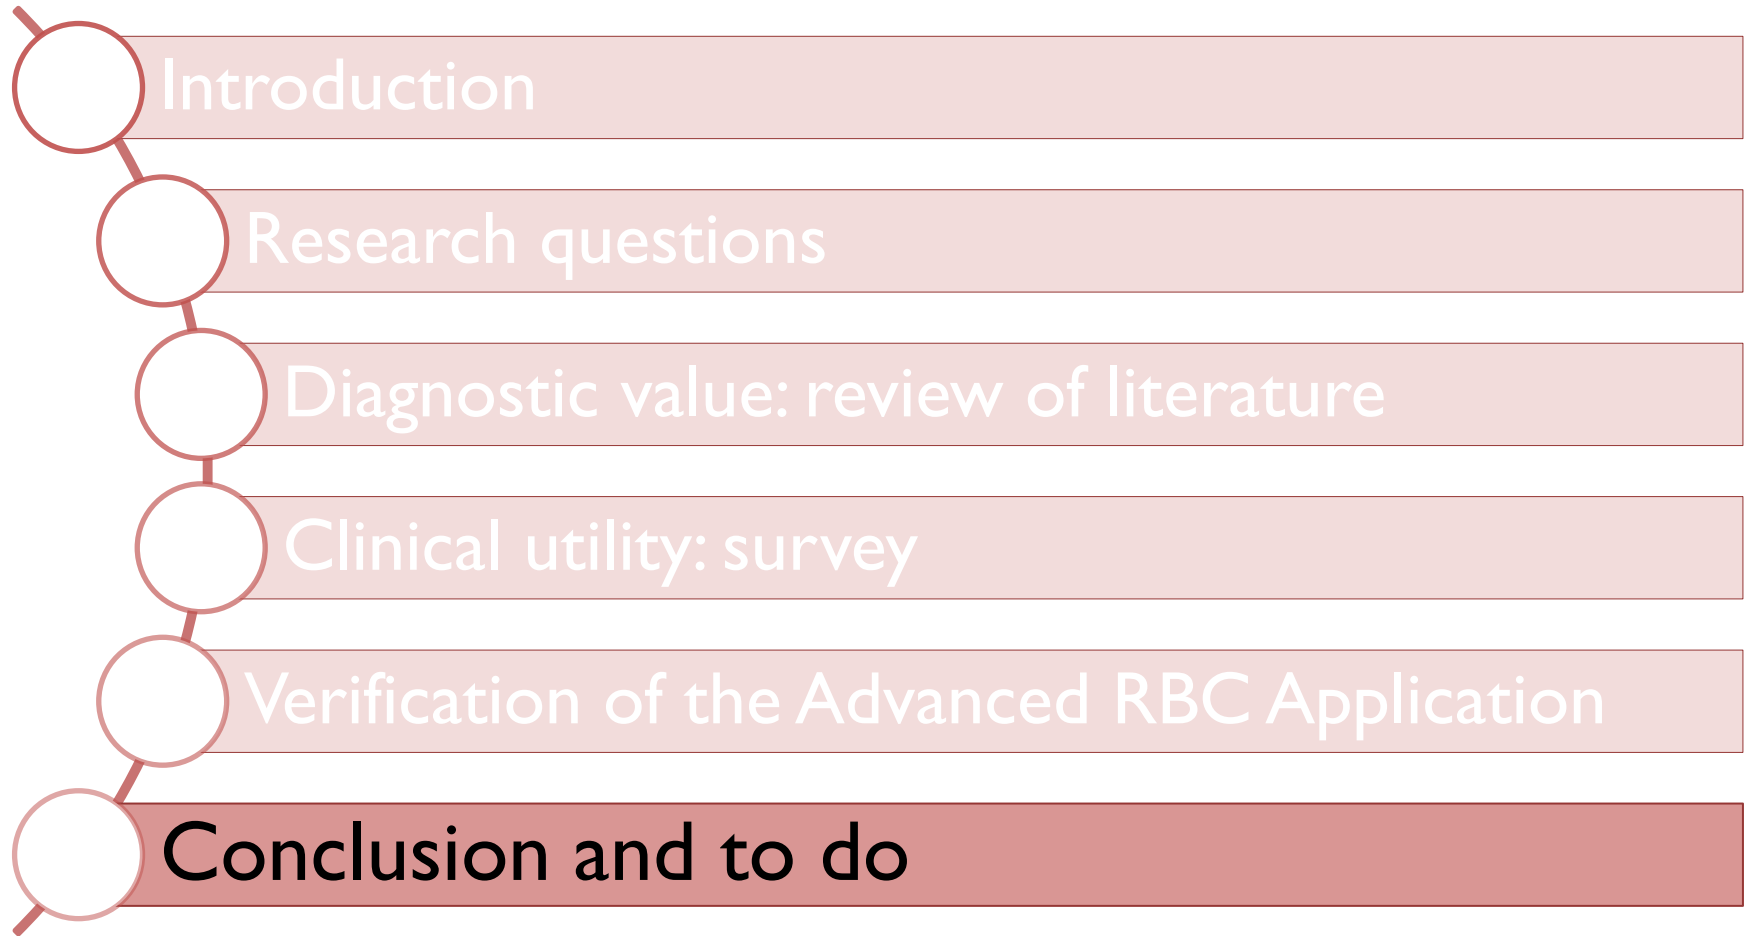 Introduction
Research questions
Diagnostic value: review of literature
Clinical utility: survey
Verification of the Advanced RBC Application
Conclusion and to do